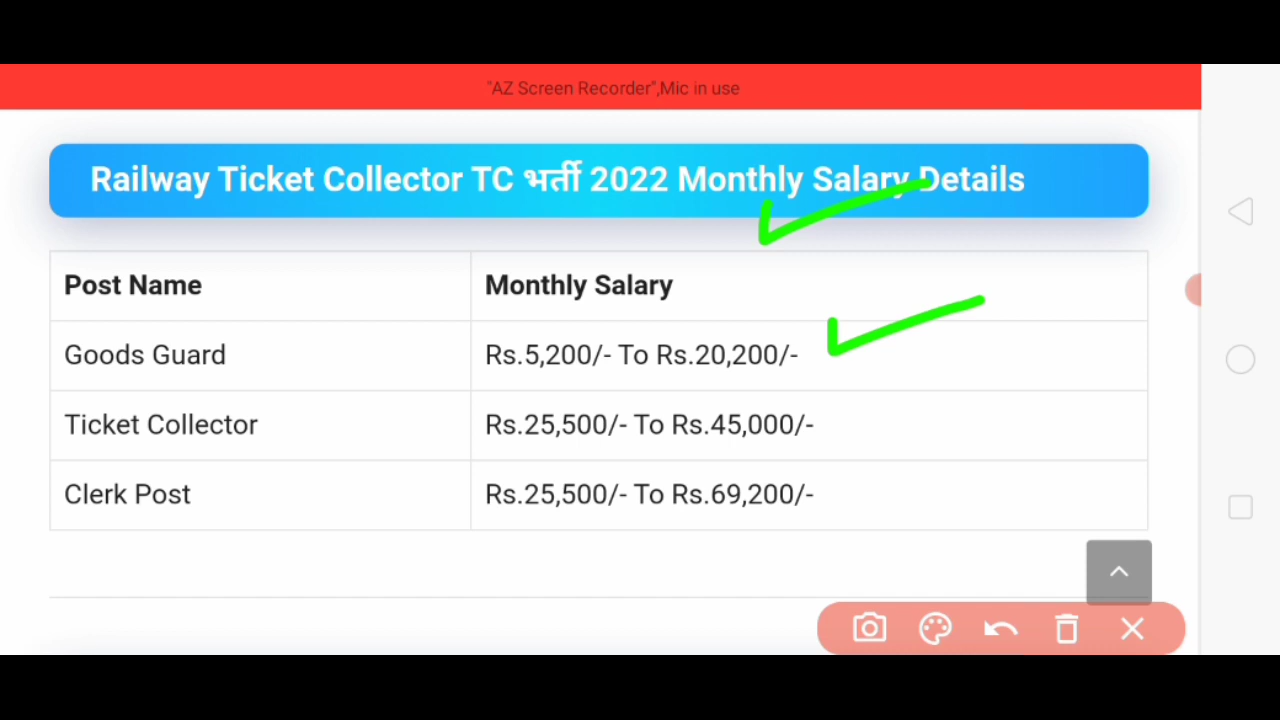 "AZ Screen Recorder",Mic in use
Railway Ticket Collector TC भर्ती 2022 Monthly Salary Details
Post Name Monthly Salary
Goods Guard Rs.5,200/- To Rs.20,200/-
Ticket Collector Rs.25,500/- To Rs.45,000/-
Clerk Post Rs.25,500/- To Rs.69,200/-